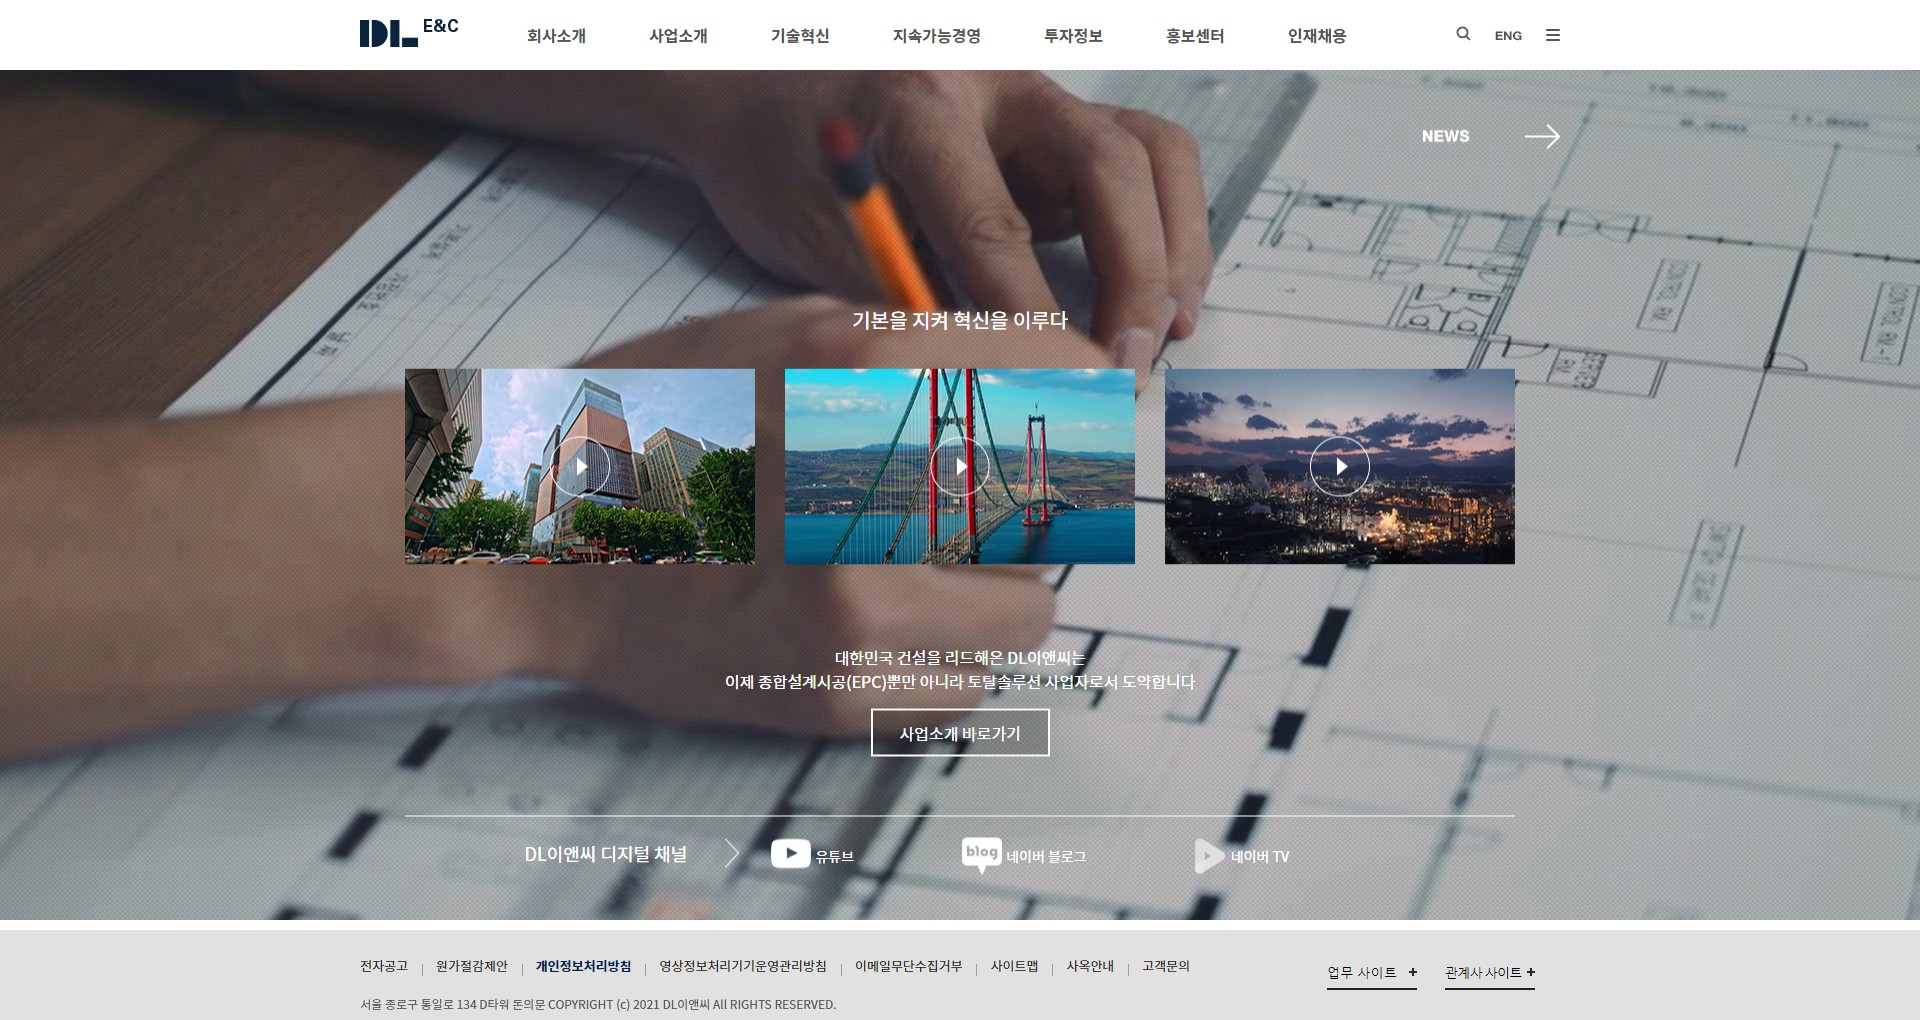 DL E&C
회사소개
사업소개
기술혁신
지속가능경영
투자정보
홍보센터
인재채용
ENG
NEWS
기본을 지켜 혁신을 이루다
대한민국 건설을 리드해온 DL이앤씨는
이제 종합설계시공(EPC)뿐만 아니라 토탈솔루션 사업자로서 도약합니다
사업소개 바로가기
DL이앤씨 디지털 채널
유튜브
blog 네이버 블로그
네이버 TV
전자공고
원가절감제안
개인정보처리방침
영상정보처리기기운영관리방침
이메일무단수집거부
사이트맵
사옥안내
고객문의
업무 사이트 +
관계사 사이트 +
서울 종로구 통일로 134 D타워 돈의문 COPYRIGHT (c) 2021 DL이앤씨 All RIGHTS RESERVED.